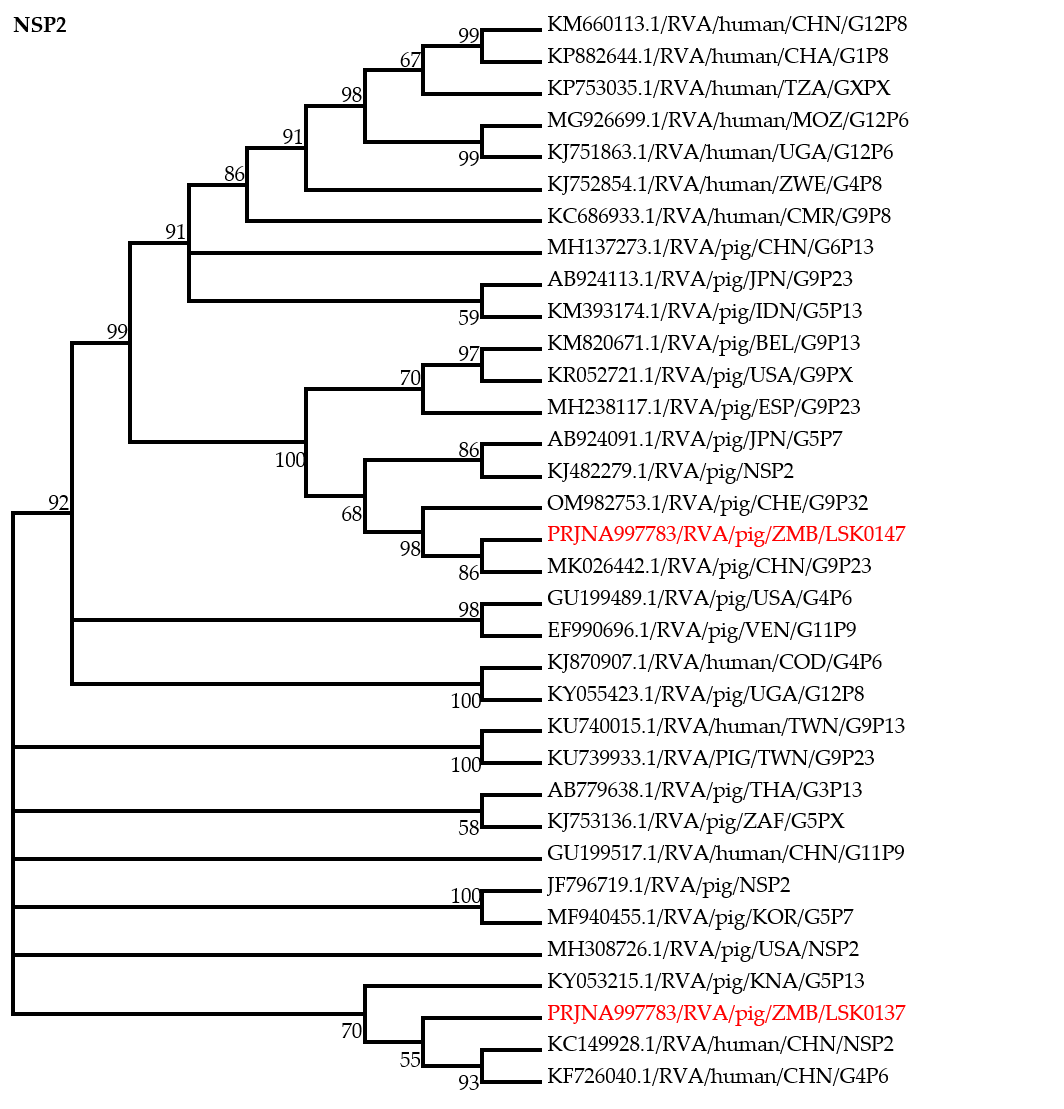 NSP2
KM660113.1/RVA/human/CHN/G12P8
99
KP882644.1/RVA/human/CHA/G1P8
67
KP753035.1/RVA/human/TZA/GXPX
98
MG926699.1/RVA/human/MOZ/G12P6
91
KJ751863.1/RVA/human/UGA/G12P6
99
86
KJ752854.1/RVA/human/ZWE/G4P8
KC686933.1/RVA/human/CMR/G9P8
91
MH137273.1/RVA/pig/CHN/G6P13
AB924113.1/RVA/pig/JPN/G9P23
KM393174.1/RVA/pig/IDN/G5P13
59
99
KM820671.1/RVA/pig/BEL/G9P13
97
KR052721.1/RVA/pig/USA/G9PX
70
MH238117.1/RVA/pig/ESP/G9P23
AB924091.1/RVA/pig/JPN/G5P7
86
100
KJ482279.1/RVA/pig/NSP2
92
OM982753.1/RVA/pig/CHE/G9P32
68
PRJNA997783/RVA/pig/ZMB/LSK0147
98
MK026442.1/RVA/pig/CHN/G9P23
86
GU199489.1/RVA/pig/USA/G4P6
98
EF990696.1/RVA/pig/VEN/G11P9
KJ870907.1/RVA/human/COD/G4P6
KY055423.1/RVA/pig/UGA/G12P8
100
KU740015.1/RVA/human/TWN/G9P13
KU739933.1/RVA/PIG/TWN/G9P23
100
AB779638.1/RVA/pig/THA/G3P13
KJ753136.1/RVA/pig/ZAF/G5PX
58
GU199517.1/RVA/human/CHN/G11P9
JF796719.1/RVA/pig/NSP2
100
MF940455.1/RVA/pig/KOR/G5P7
MH308726.1/RVA/pig/USA/NSP2
KY053215.1/RVA/pig/KNA/G5P13
PRJNA997783/RVA/pig/ZMB/LSK0137
70
KC149928.1/RVA/human/CHN/NSP2
55
KF726040.1/RVA/human/CHN/G4P6
93